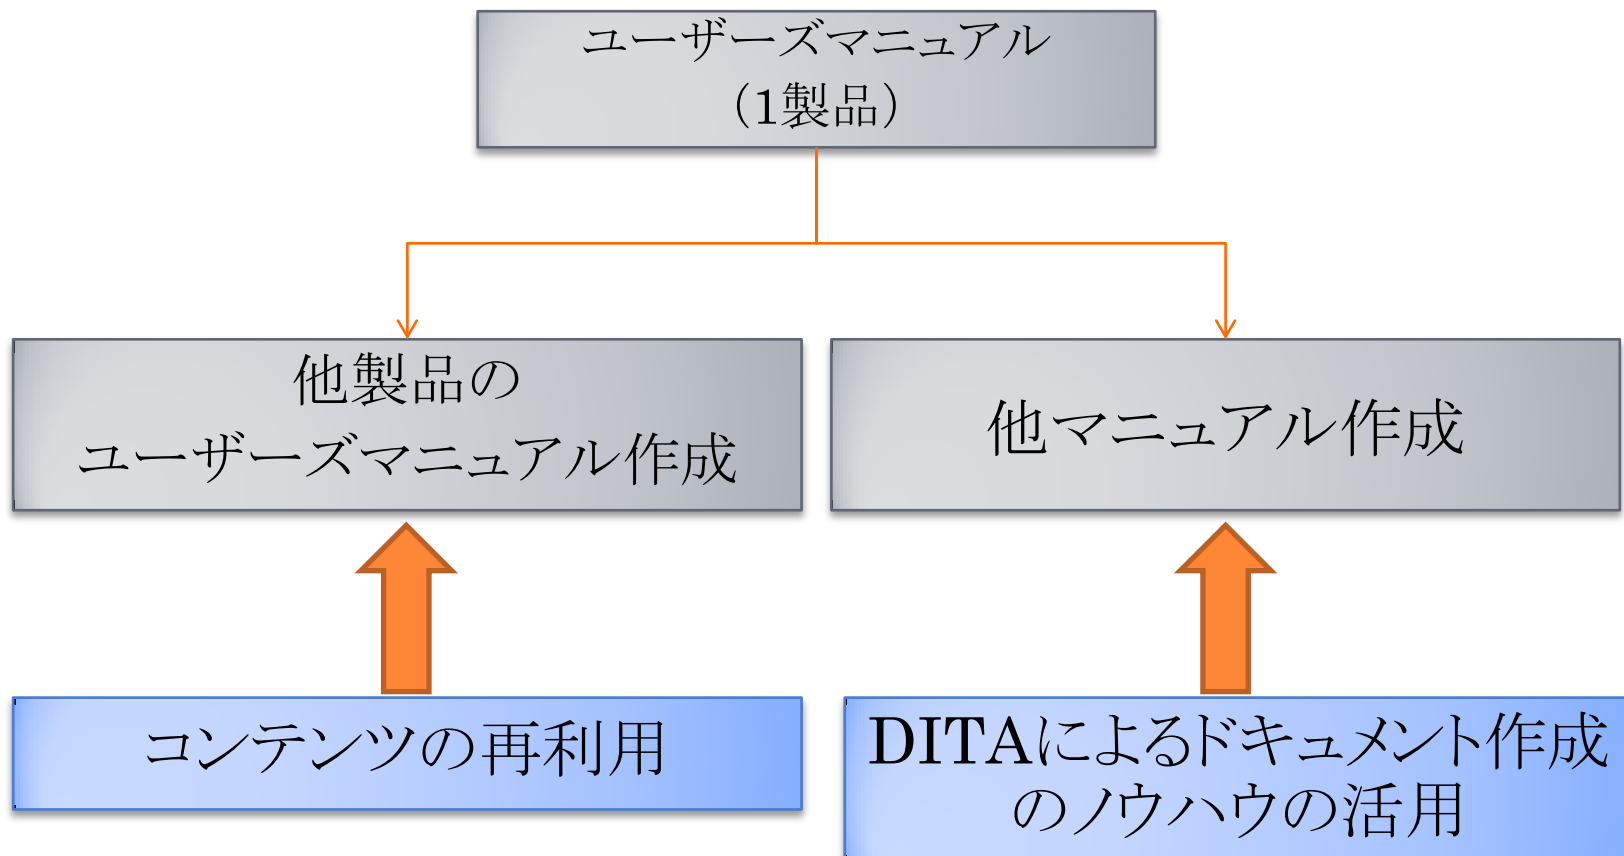 ユーザーズマニュアル
（1製品）
他製品の
ユーザーズマニュアル作成
他マニュアル作成
コンテンツの再利用
DITAによるドキュメント作成
のノウハウの活用